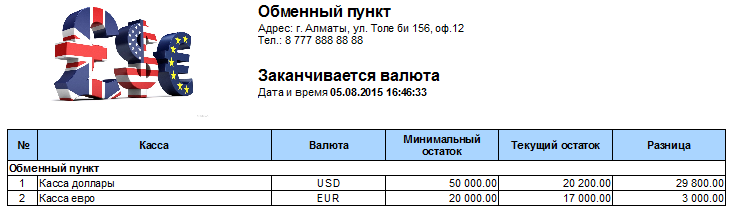 Обменный пункт
Адрес: г. Алматы, ул. Толе би 156, оф.12
Тел.: 8 777 888 88 88
Заканчивается валюта
Дата и время 05.08.2015 16:46:33
№ Касса Валюта Минимальный остаток Текущий остаток Разница
Обменный пункт
1 Касса доллары USD 50 000.00 20 200.00 29 800.00
2 Касса евро EUR 20 000.00 17 000.00 3 000.00